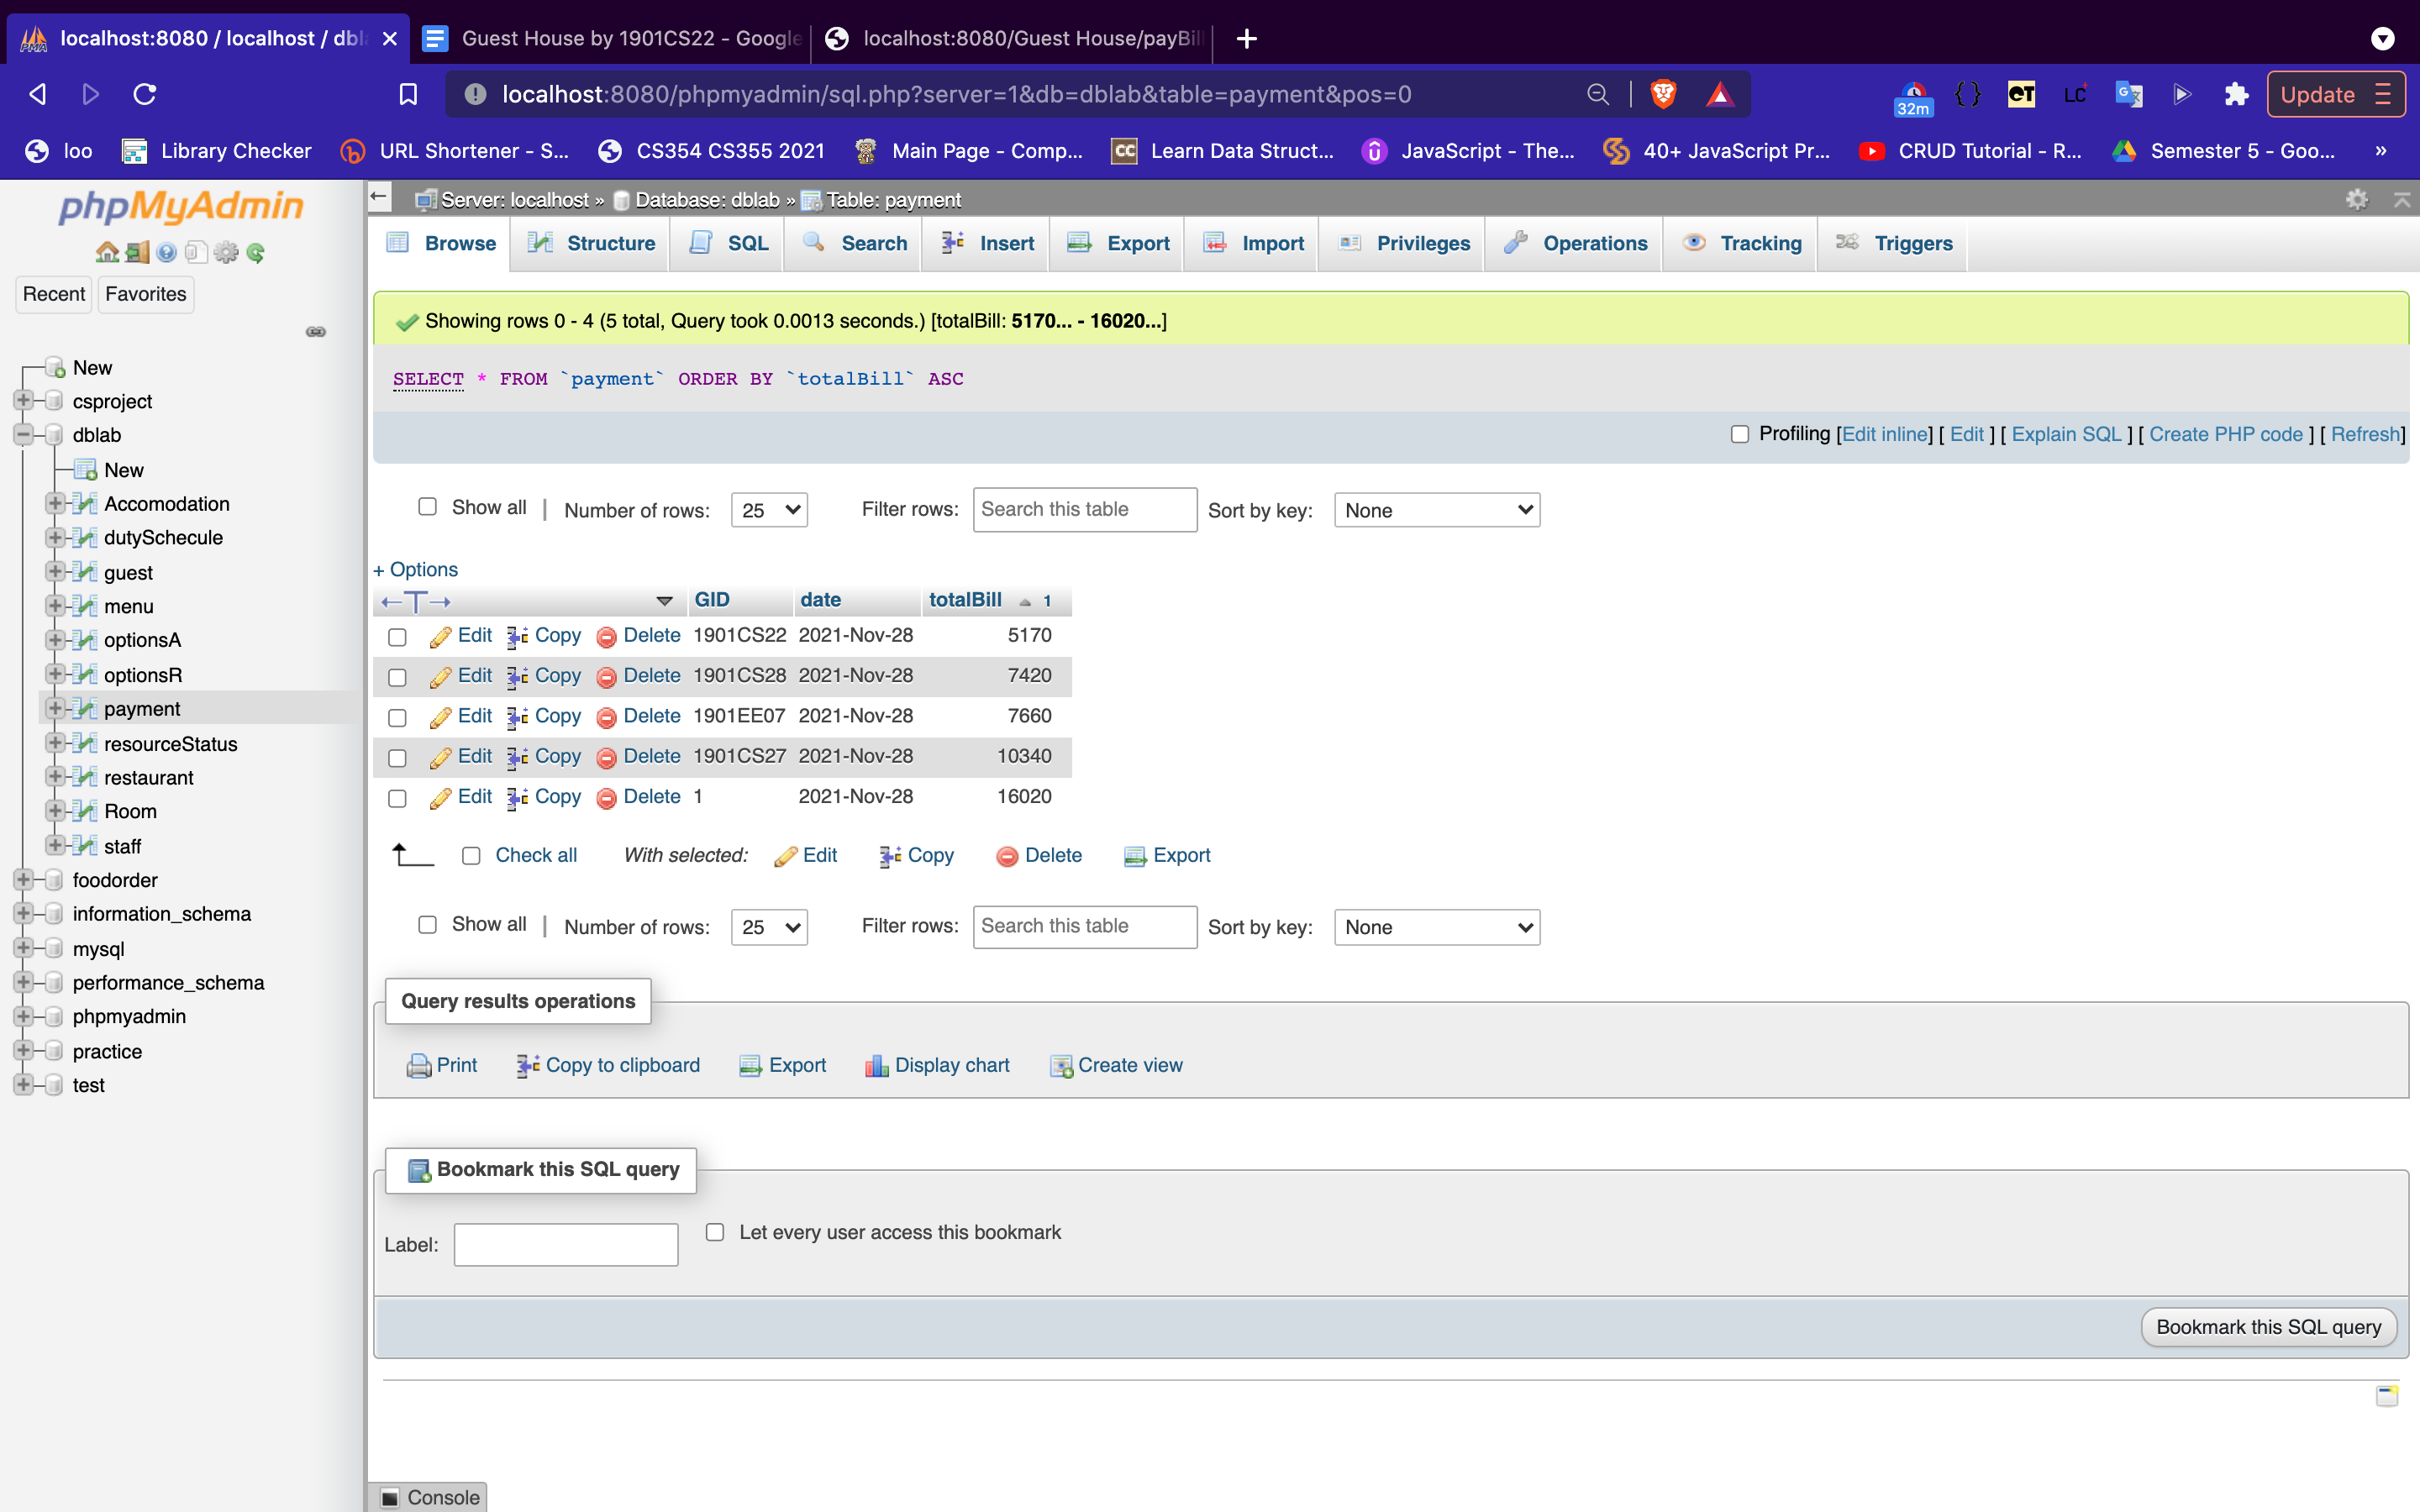 localhost:8080 / localhost / dbl
Guest House by 1901CS22 - Google
localhost:8080/Guest House/payBil
localhost:8080/phpmyadmin/sql.php?server=1&db=dblab&table=payment&pos=0
32m
{}
LC
Update
loo
Library Checker
URL Shortener - S...
CS354 CS355 2021
Main Page - Comp...
CC
Learn Data Struct...
JavaScript - The...
40+ JavaScript Pr...
CRUD Tutorial - R...
Semester 5 - Goo...
»
phpMyAdmin
Recent
Favorites
New
csproject
dblab
New
Accomodation
dutySchecule
guest
menu
optionsA
optionsR
payment
resourceStatus
restaurant
Room
staff
foodorder
information_schema
mysql
performance_schema
phpmyadmin
practice
test
Server: localhost » Database: dblab » Table: payment
Browse Structure SQL Search Insert Export Import Privileges Operations Tracking Triggers
Showing rows 0 - 4 (5 total, Query took 0.0013 seconds.) [totalBill: 5170... - 16020...]
SELECT * FROM `payment` ORDER BY `totalBill` ASC
Profiling [Edit inline] [ Edit ] [ Explain SQL ] [ Create PHP code ] [ Refresh]
Show all | Number of rows: 25 Filter rows: Search this table Sort by key: None
+ Options
←T→ GID date totalBill 1
Edit Copy Delete 1901CS22 2021-Nov-28 5170
Edit Copy Delete 1901CS28 2021-Nov-28 7420
Edit Copy Delete 1901EE07 2021-Nov-28 7660
Edit Copy Delete 1901CS27 2021-Nov-28 10340
Edit Copy Delete 1 2021-Nov-28 16020
Check all With selected: Edit Copy Delete Export
Show all | Number of rows: 25 Filter rows: Search this table Sort by key: None
Query results operations
Print Copy to clipboard Export Display chart Create view
Bookmark this SQL query
Label: Let every user access this bookmark
Bookmark this SQL query
Console